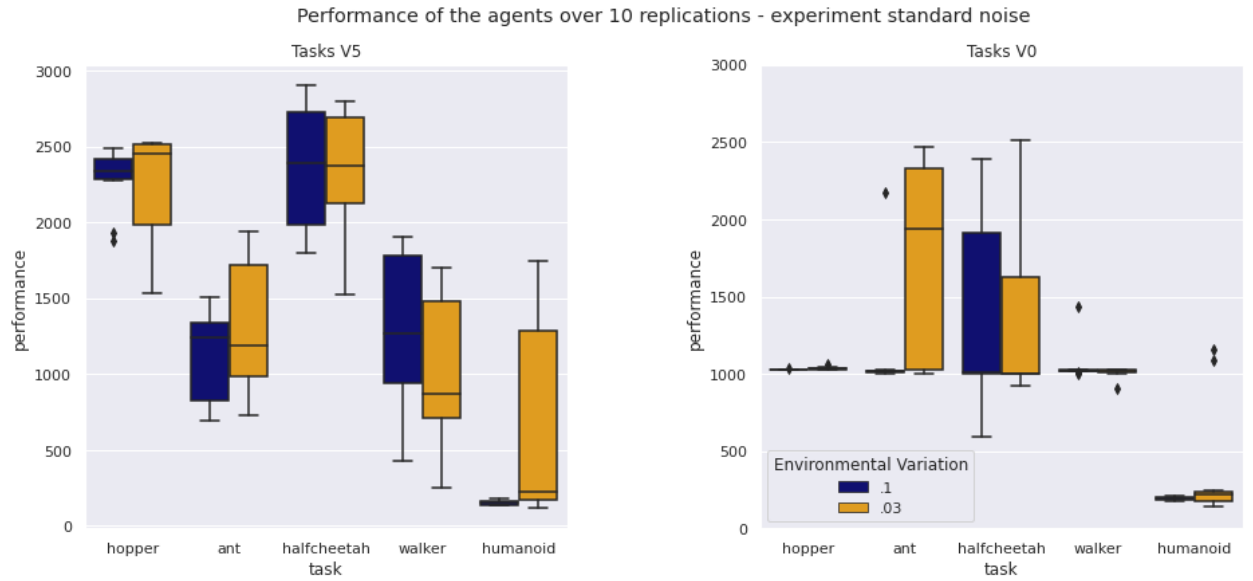 Performance of the agents over 10 replications - experiment standard noise
Tasks V5
3000
2500
2000
1500
1000
500
0
performance
hopper ant halfcheetah walker humanoid
task
Tasks V0
3000
2500
2000
1500
1000
500
0
performance
Environmental Variation
.1
.03
hopper ant halfcheetah walker humanoid
task